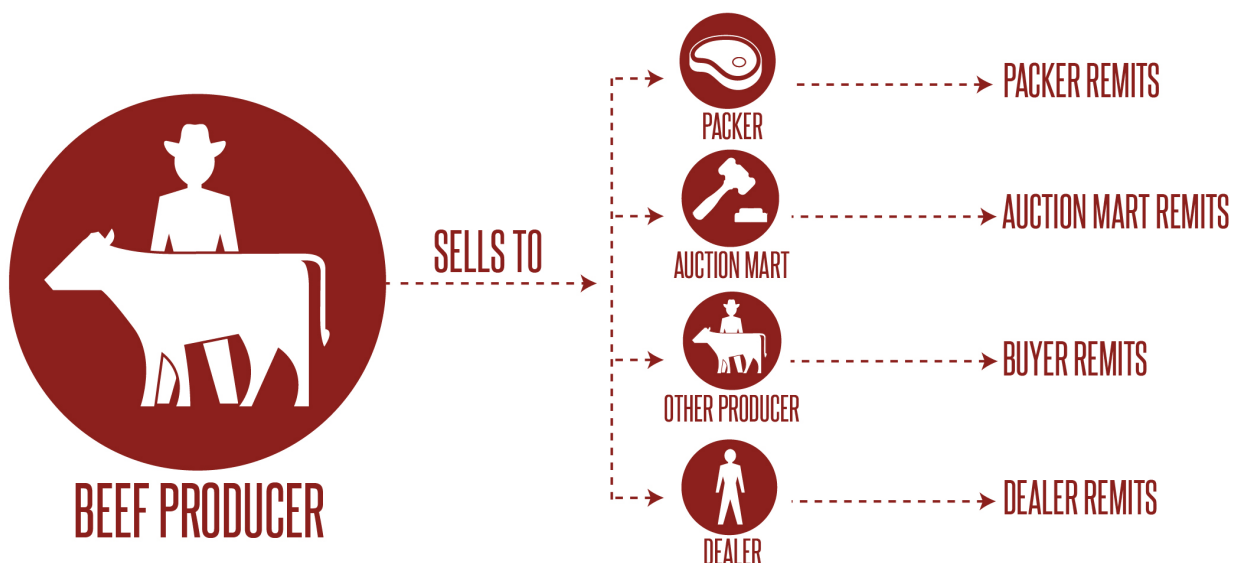 BEEF PRODUCER
SELLS TO
PACKER
PACKER REMITS
AUCTION MART
AUCTION MART REMITS
OTHER PRODUCER
BUYER REMITS
DEALER
DEALER REMITS